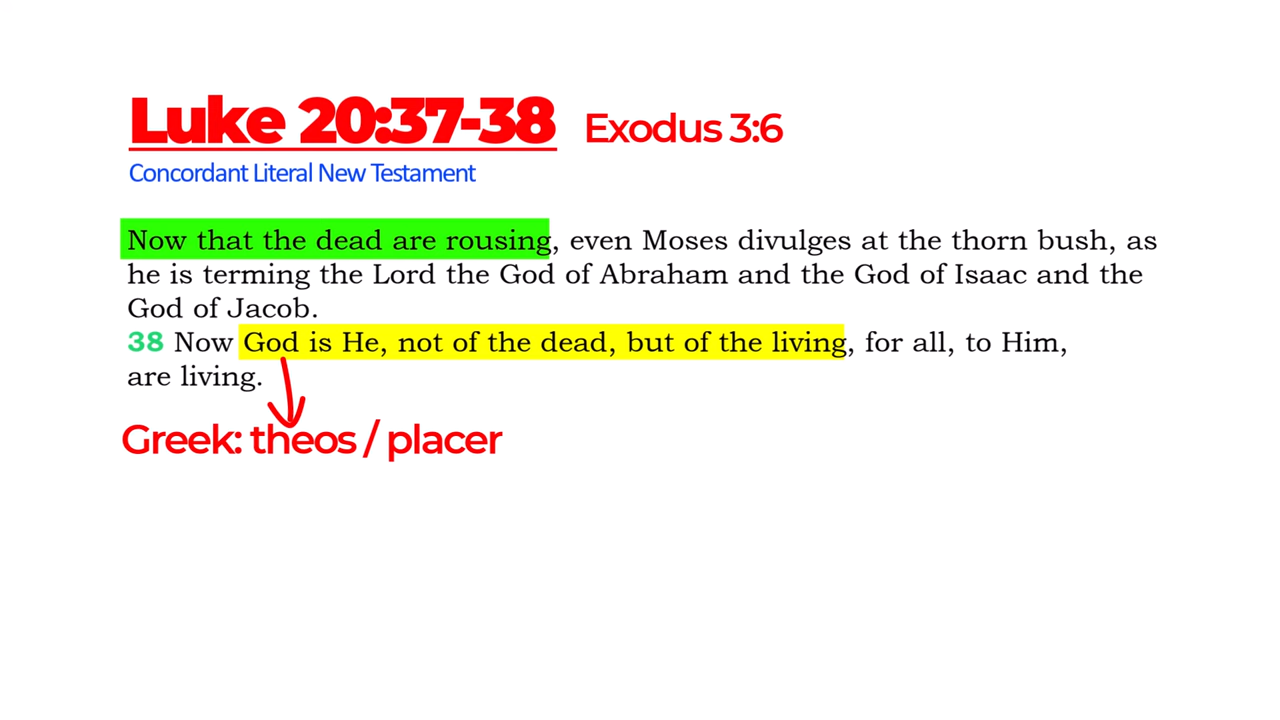 Luke 20:37-38 Exodus 3:6
Concordant Literal New Testament
Now that the dead are rousing, even Moses divulges at the thorn bush, as
he is terming the Lord the God of Abraham and the God of Isaac and the
God of Jacob.
38 Now God is He, not of the dead, but of the living, for all, to Him,
are living.
Greek: theos / placer